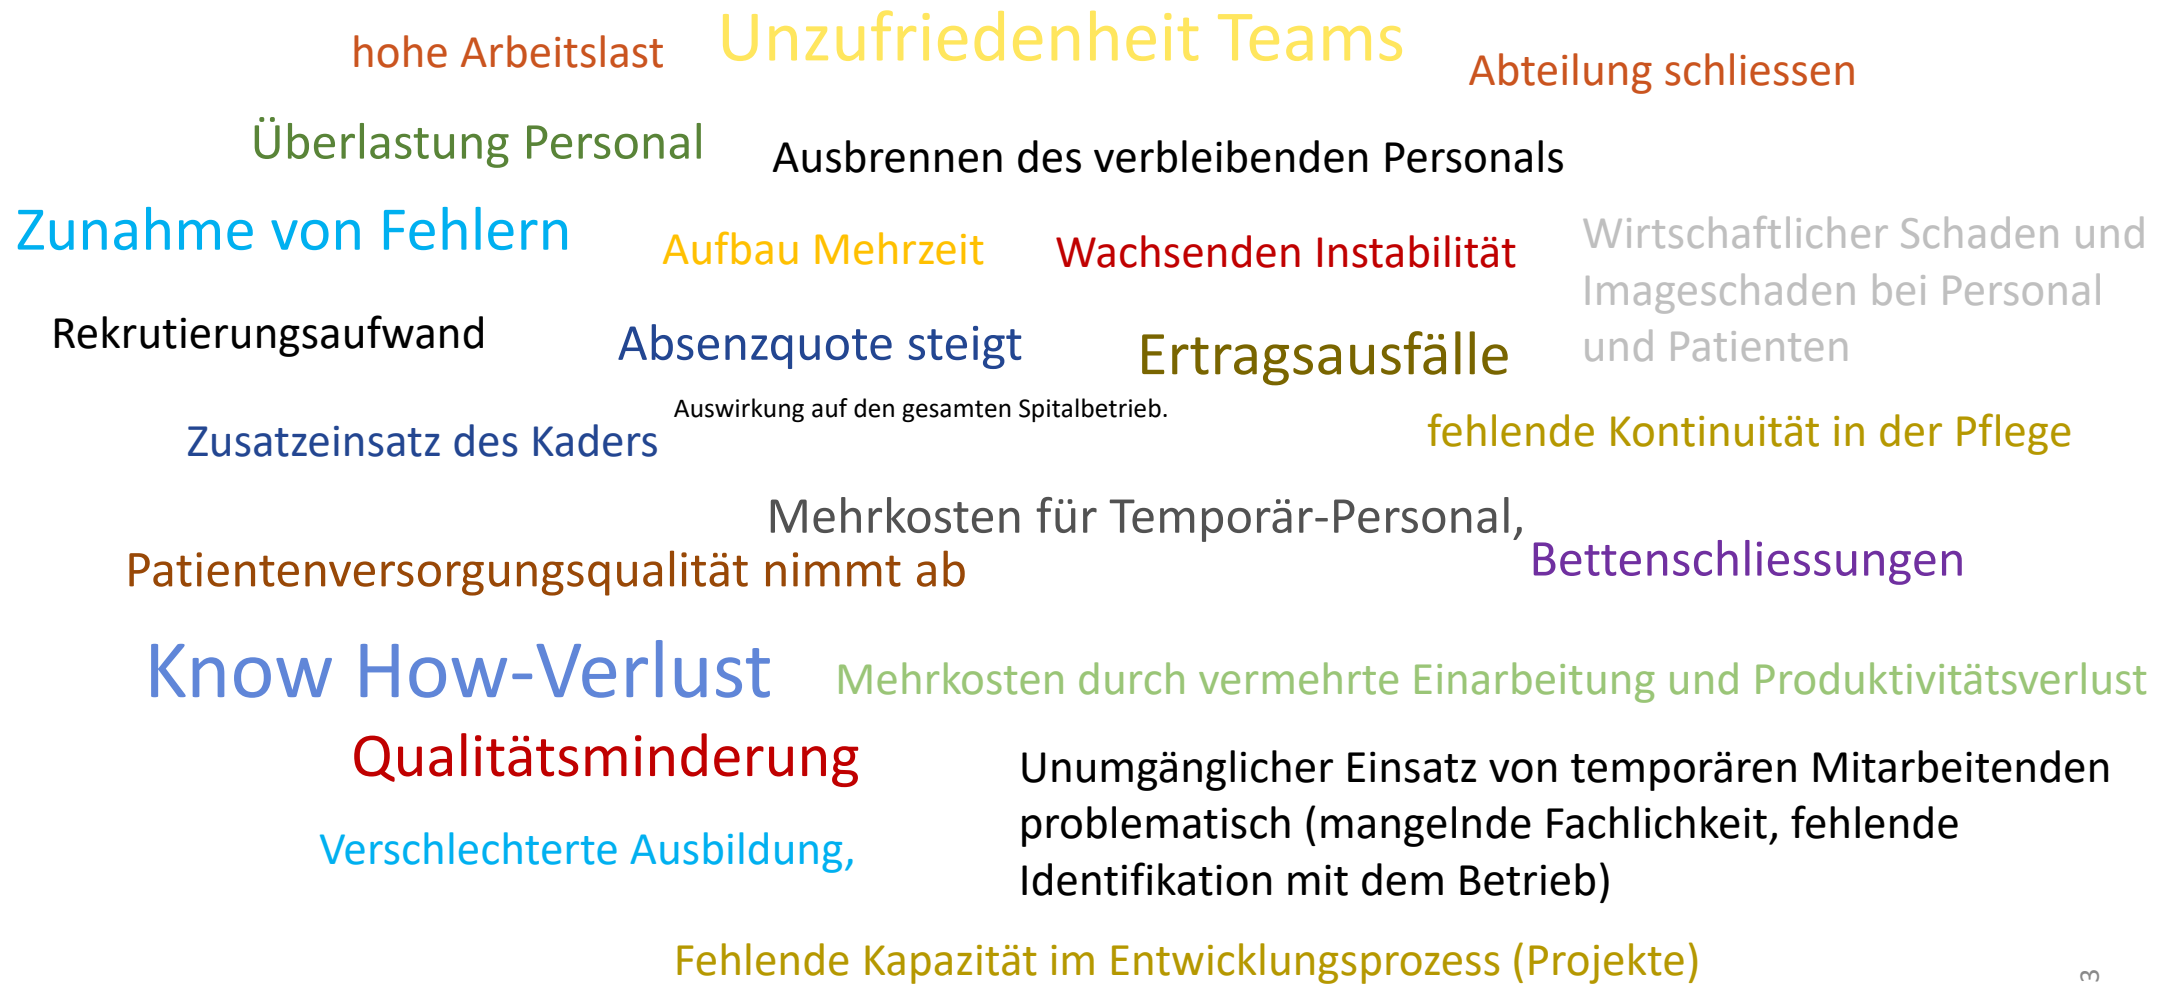 Unzufriedenheit Teams
hohe Arbeitslast
Abteilung schliessen
Überlastung Personal
Ausbrennen des verbleibenden Personals
Zunahme von Fehlern
Aufbau Mehrzeit
Wachsenden Instabilität
Wirtschaftlicher Schaden und
Imageschaden bei Personal
und Patienten
Rekrutierungsaufwand
Absenzquote steigt
Ertragsausfälle
Auswirkung auf den gesamten Spitalbetrieb.
Zusatzeinsatz des Kaders
fehlende Kontinuität in der Pflege
Mehrkosten für Temporär-Personal,
Patientenversorgungsqualität nimmt ab
Bettenschliessungen
Know How-Verlust
Mehrkosten durch vermehrte Einarbeitung und Produktivitätsverlust
Qualitätsminderung
Unumgänglicher Einsatz von temporären Mitarbeitenden
problematisch (mangelnde Fachlichkeit, fehlende
Identifikation mit dem Betrieb)
Verschlechterte Ausbildung,
Fehlende Kapazität im Entwicklungsprozess (Projekte)
3